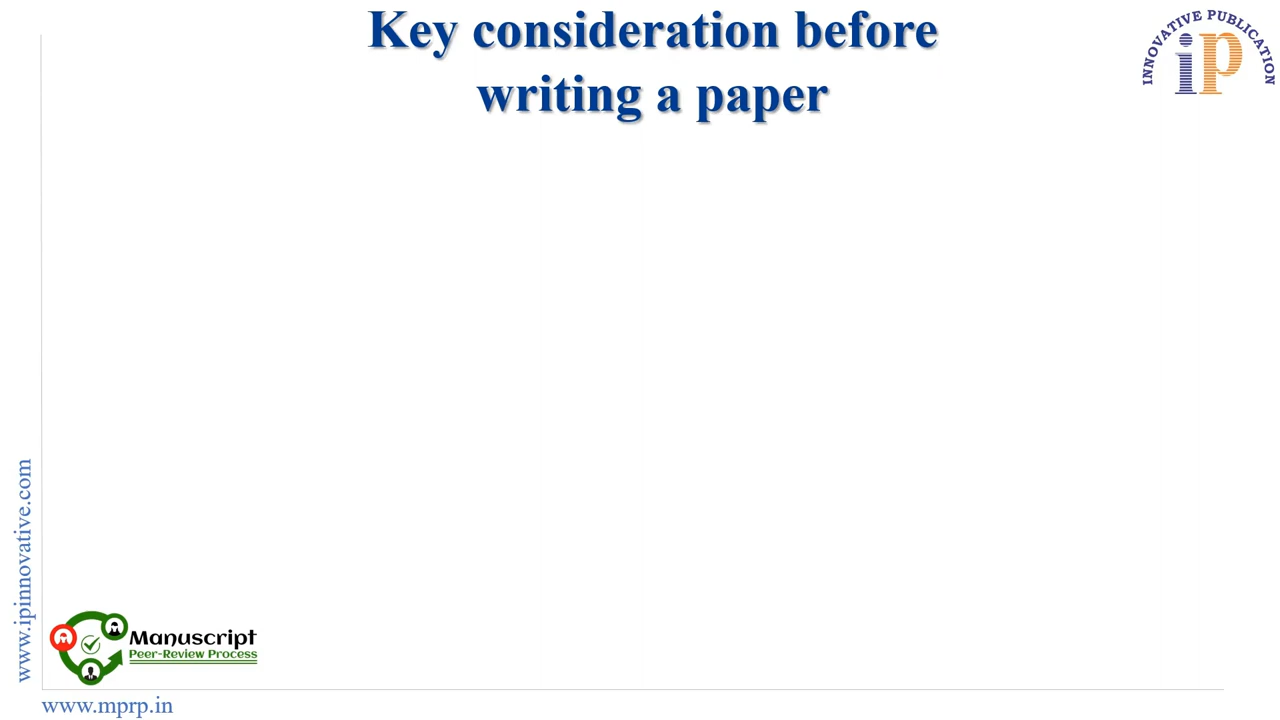 Key consideration before
writing a paper
INNOVATIVE PUBLICATION
iP
www.ipinnovative.com
Manuscript
Peer-Review Process
www.mprp.in